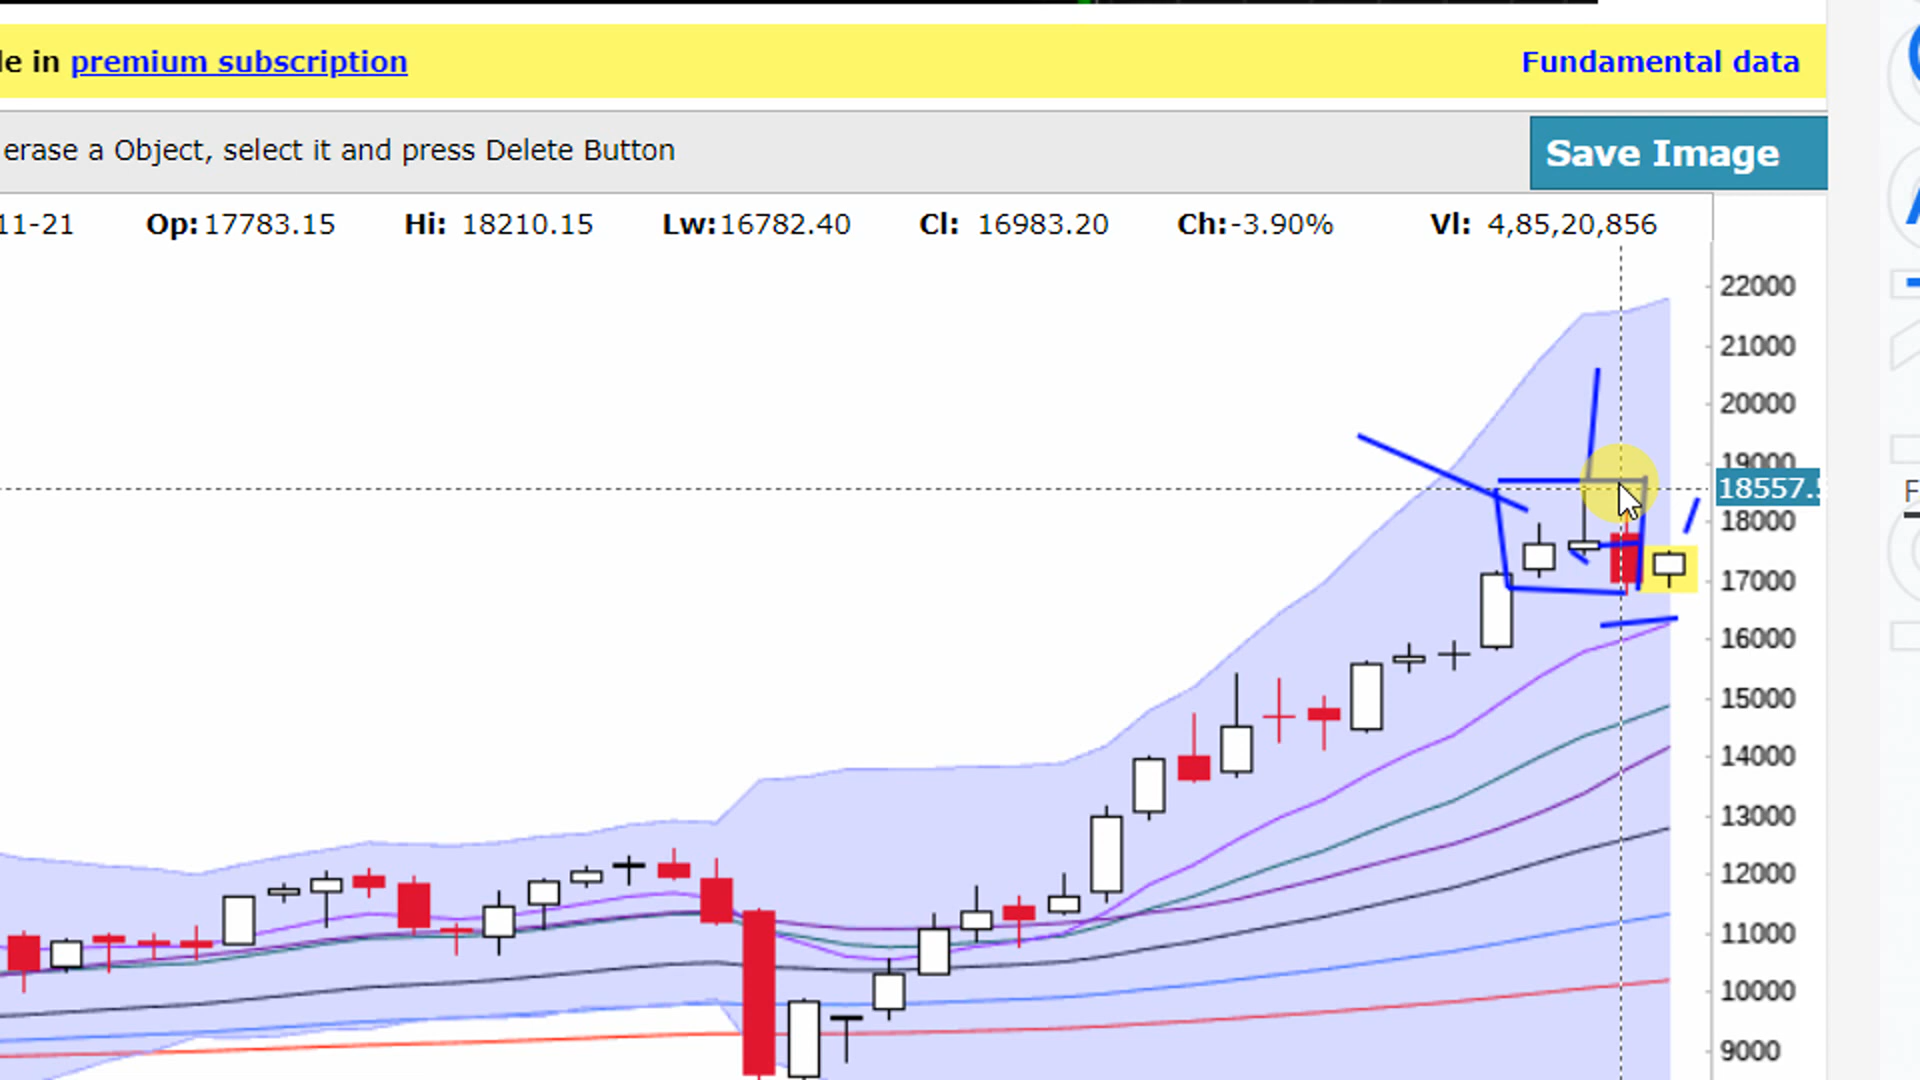 le in premium subscription
Fundamental data
erase a Object, select it and press Delete Button
Save Image
11-21 Op: 17783.15 Hi: 18210.15 Lw:16782.40 Cl: 16983.20 Ch:-3.90% Vl: 4,85,20,856
22000
21000
20000
19000
18557.
18000
17000
16000
15000
14000
13000
12000
11000
10000
9000
F